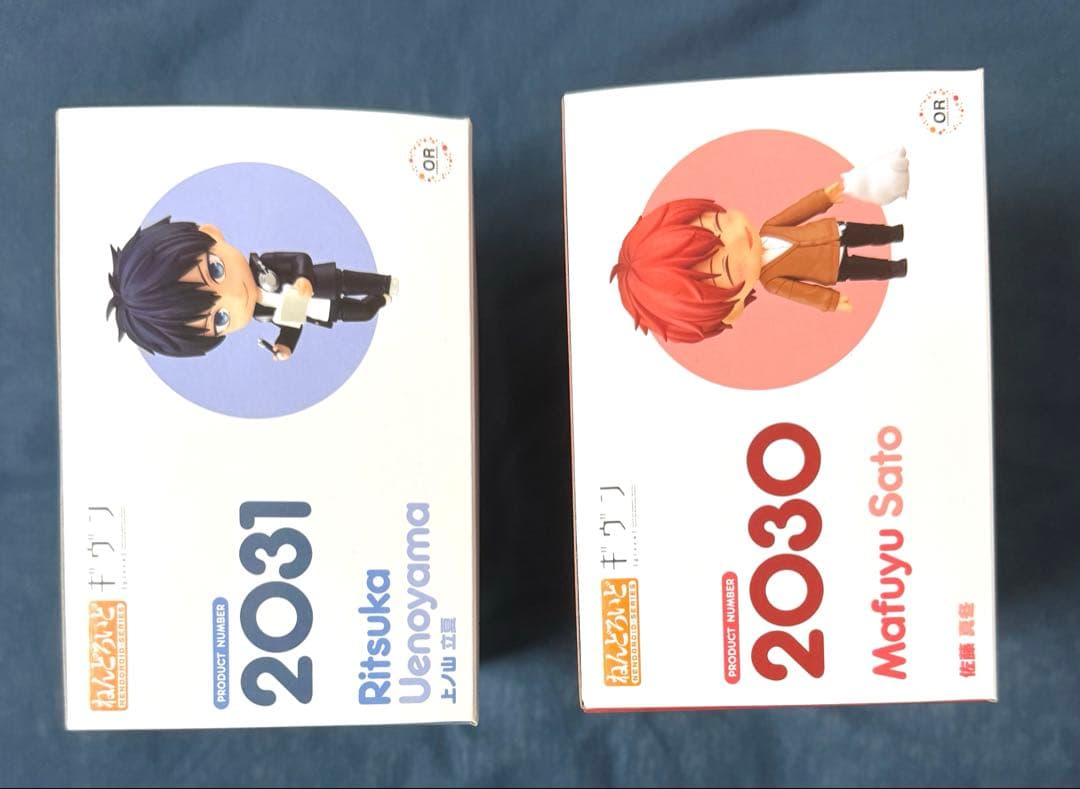 ねんどろいど
NENDOROID SERIES
ギヴン
PRODUCT NUMBER
2031
Ritsuka
Uenoyama
上ノ山 立夏
OR
ねんどろいど
NENDOROID SERIES
ギヴン
PRODUCT NUMBER
2030
Mafuyu Sato
佐藤 真冬
OR